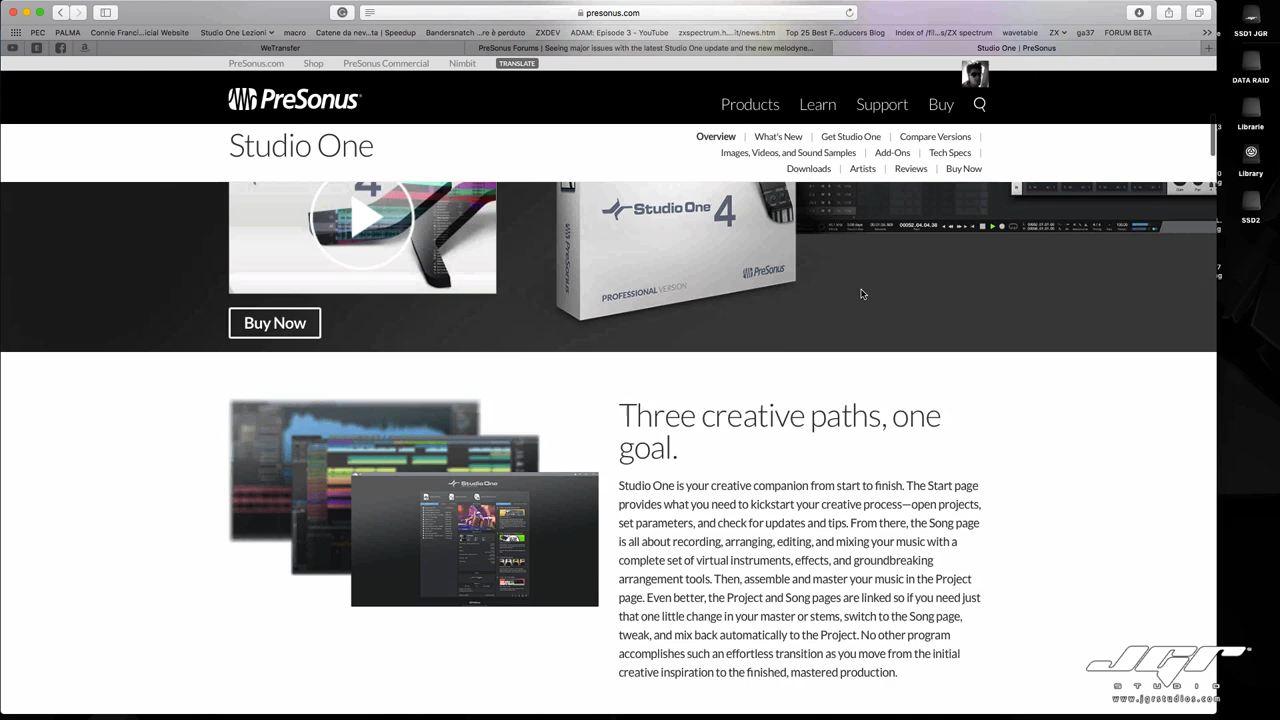 presonus.com
PEC PALMA Connie Franci...icial Website Studio One Lezioni macro Catene da nev...ta | Speedup Bandersnatch ...re è perduto ZXDEV ADAM: Episode 3 – YouTube zxspectrum.h...it/news.htm Top 25 Best F...oducers Blog Index of /fil...s/ZX spectrum wavetabie ZX ga37 FORUM BETA
WeTransfer PreSonus Forums | Seeing major issues with the latest Studio One update and the new melodyne... Studio One | PreSonus
PreSonus.com Shop PreSonus Commercial Nimbit TRANSLATE
PreSonus
Products Learn Support Buy
Studio One
Overview | What's New | Get Studio One | Compare Versions |
Images, Videos, and Sound Samples | Add-Ons | Tech Specs |
Downloads | Artists | Reviews | Buy Now
4
Studio One 4
PreSonus
PROFESSIONAL VERSION
Buy Now
Three creative paths, one
goal.
Studio One
Studio One is your creative companion from start to finish. The Start page
provides what you need to kickstart your creative process—open projects,
set parameters, and check for updates and tips. From there, the Song page
is all about recording, arranging, editing, and mixing your music with a
complete set of virtual instruments, effects, and groundbreaking
arrangement tools. Then, assemble and master your music in the Project
page. Even better, the Project and Song pages are linked so if you need just
that one little change in your master or stems, switch to the Song page,
tweak, and mix back automatically to the Project. No other program
accomplishes such an effortless transition as you move from the initial
creative inspiration to the finished, mastered production.
SSD1 JGR
DATA RAID
Librarie
Library
SSD2
JGR
STUDIO
www.jgrstudios.com